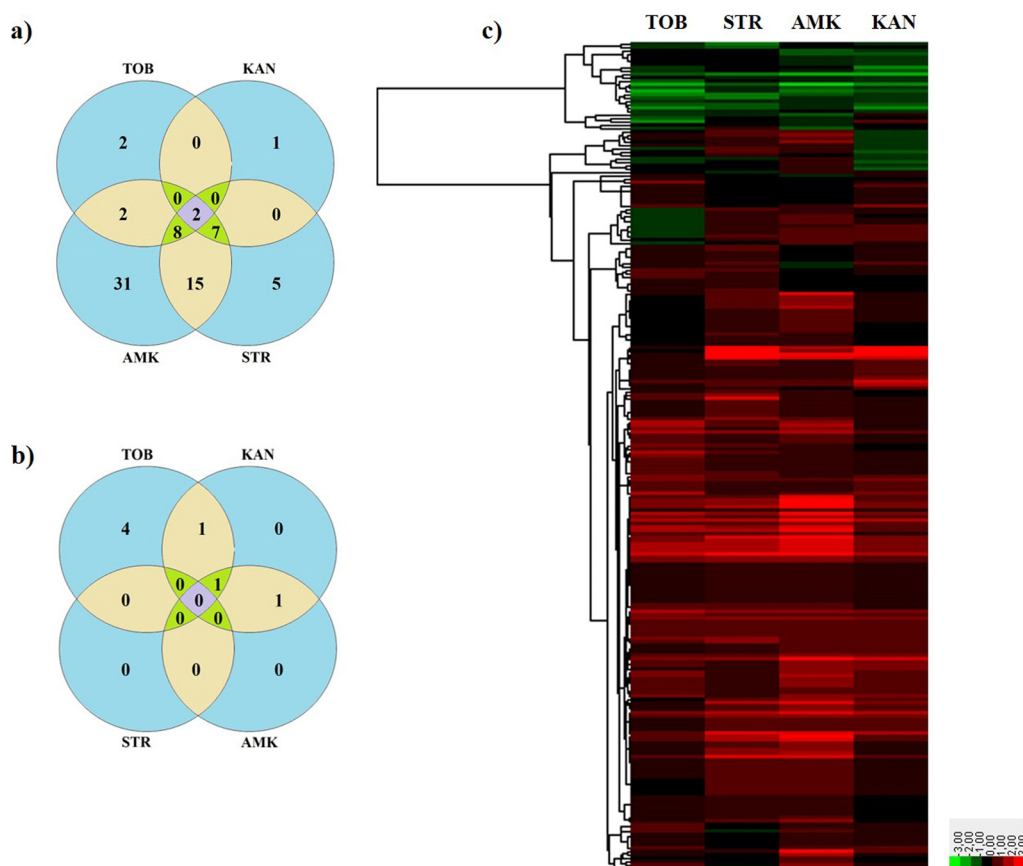 a)
TOB KAN
2 0 1
0 0
2 2 0
8 7
31 15 5
AMK STR
b)
TOB KAN
4 1 0
0 1
0 0 1
0 0
0 0 0
STR AMK
c)
TOB STR AMK KAN
-3,00
-2,00
-1,00
0,00
1,00
2,00
3,00